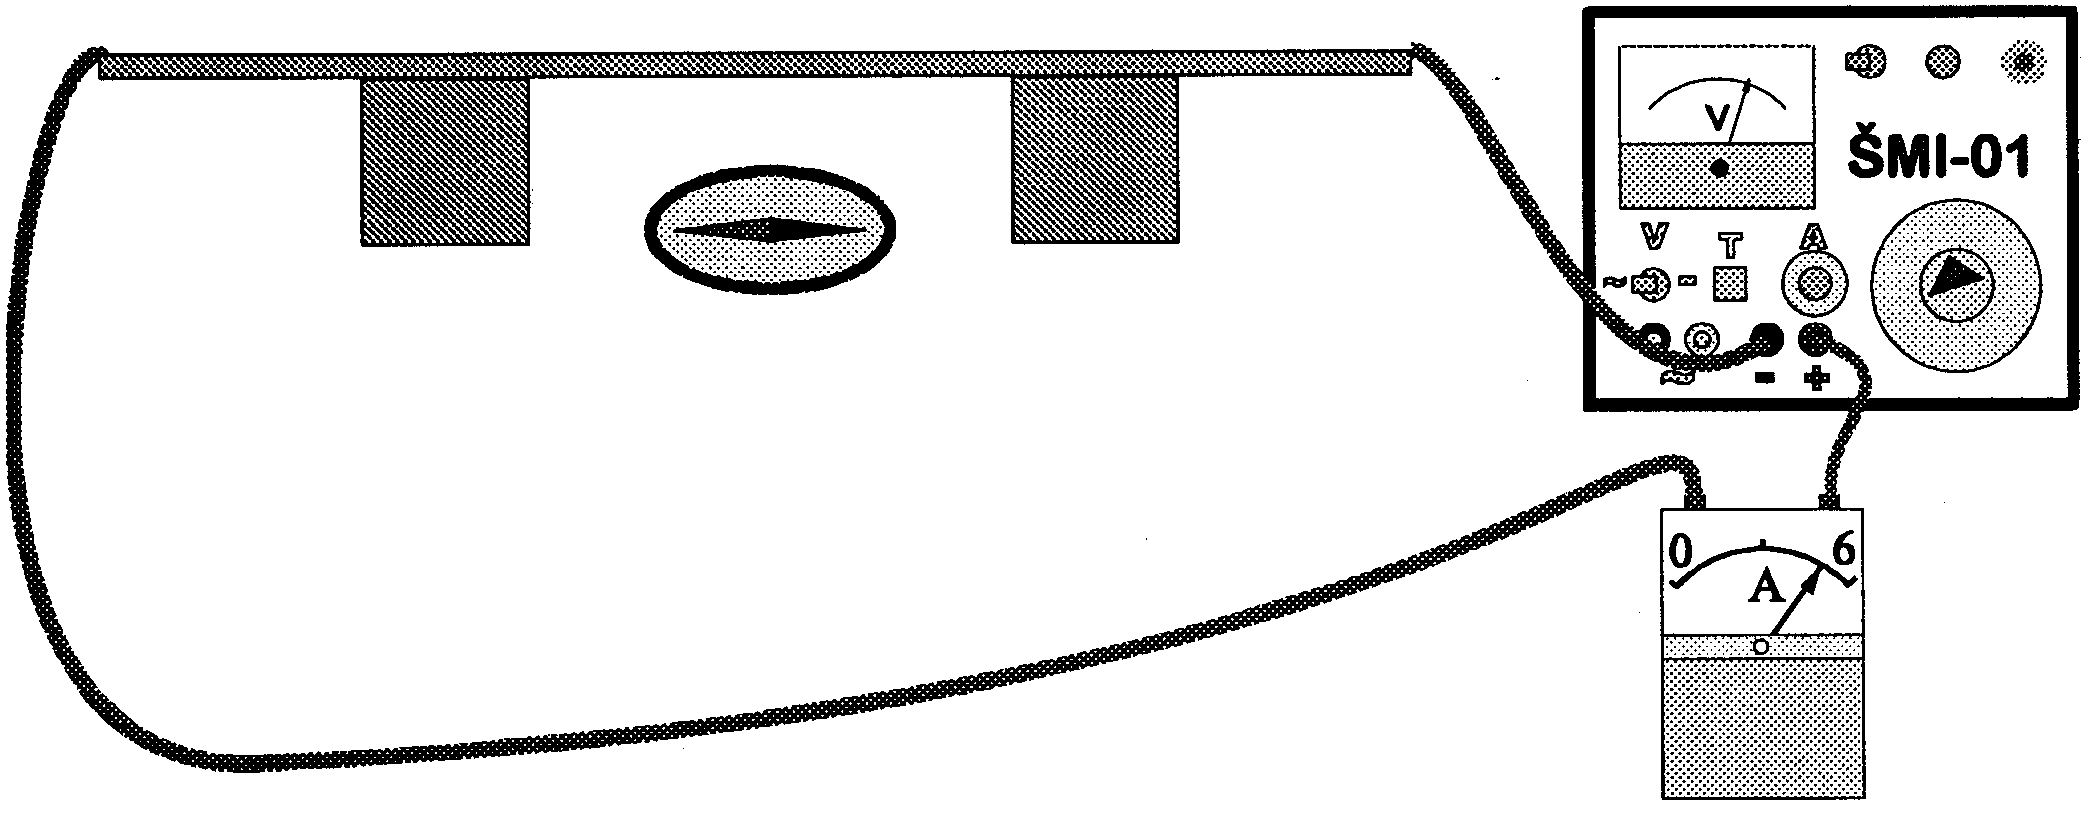 V
ŠMI-01
V T A
≂ -
≂ - +
0 6
A